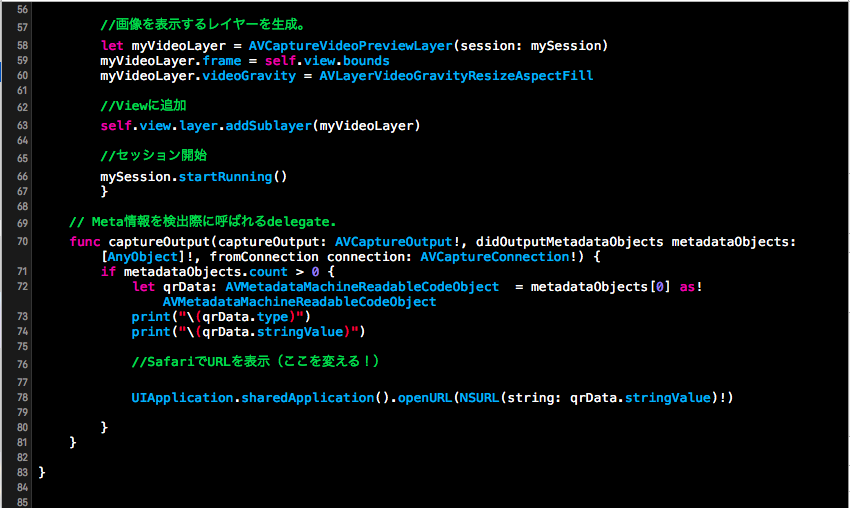 56
57 //画像を表示するレイヤーを生成。
58 let myVideoLayer = AVCaptureVideoPreviewLayer(session: mySession)
59 myVideoLayer.frame = self.view.bounds
60 myVideoLayer.videoGravity = AVLayerVideoGravityResizeAspectFill
61
62 //Viewに追加
63 self.view.layer.addSublayer(myVideoLayer)
64
65 //セッション開始
66 mySession.startRunning()
67 }
68
69 // Meta情報を検出際に呼ばれるdelegate.
70 func captureOutput(captureOutput: AVCaptureOutput!, didOutputMetadataObjects metadataObjects:
[AnyObject]!, fromConnection connection: AVCaptureConnection!) {
71 if metadataObjects.count > 0 {
72 let qrData: AVMetadataMachineReadableCodeObject  = metadataObjects[0] as!
AVMetadataMachineReadableCodeObject
73 print("\(qrData.type)")
74 print("\(qrData.stringValue)")
75
76 //SafariでURLを表示（ここを変える！）
77
78 UIApplication.sharedApplication().openURL(NSURL(string: qrData.stringValue)!)
79
80 }
81 }
82
83 }
84
85